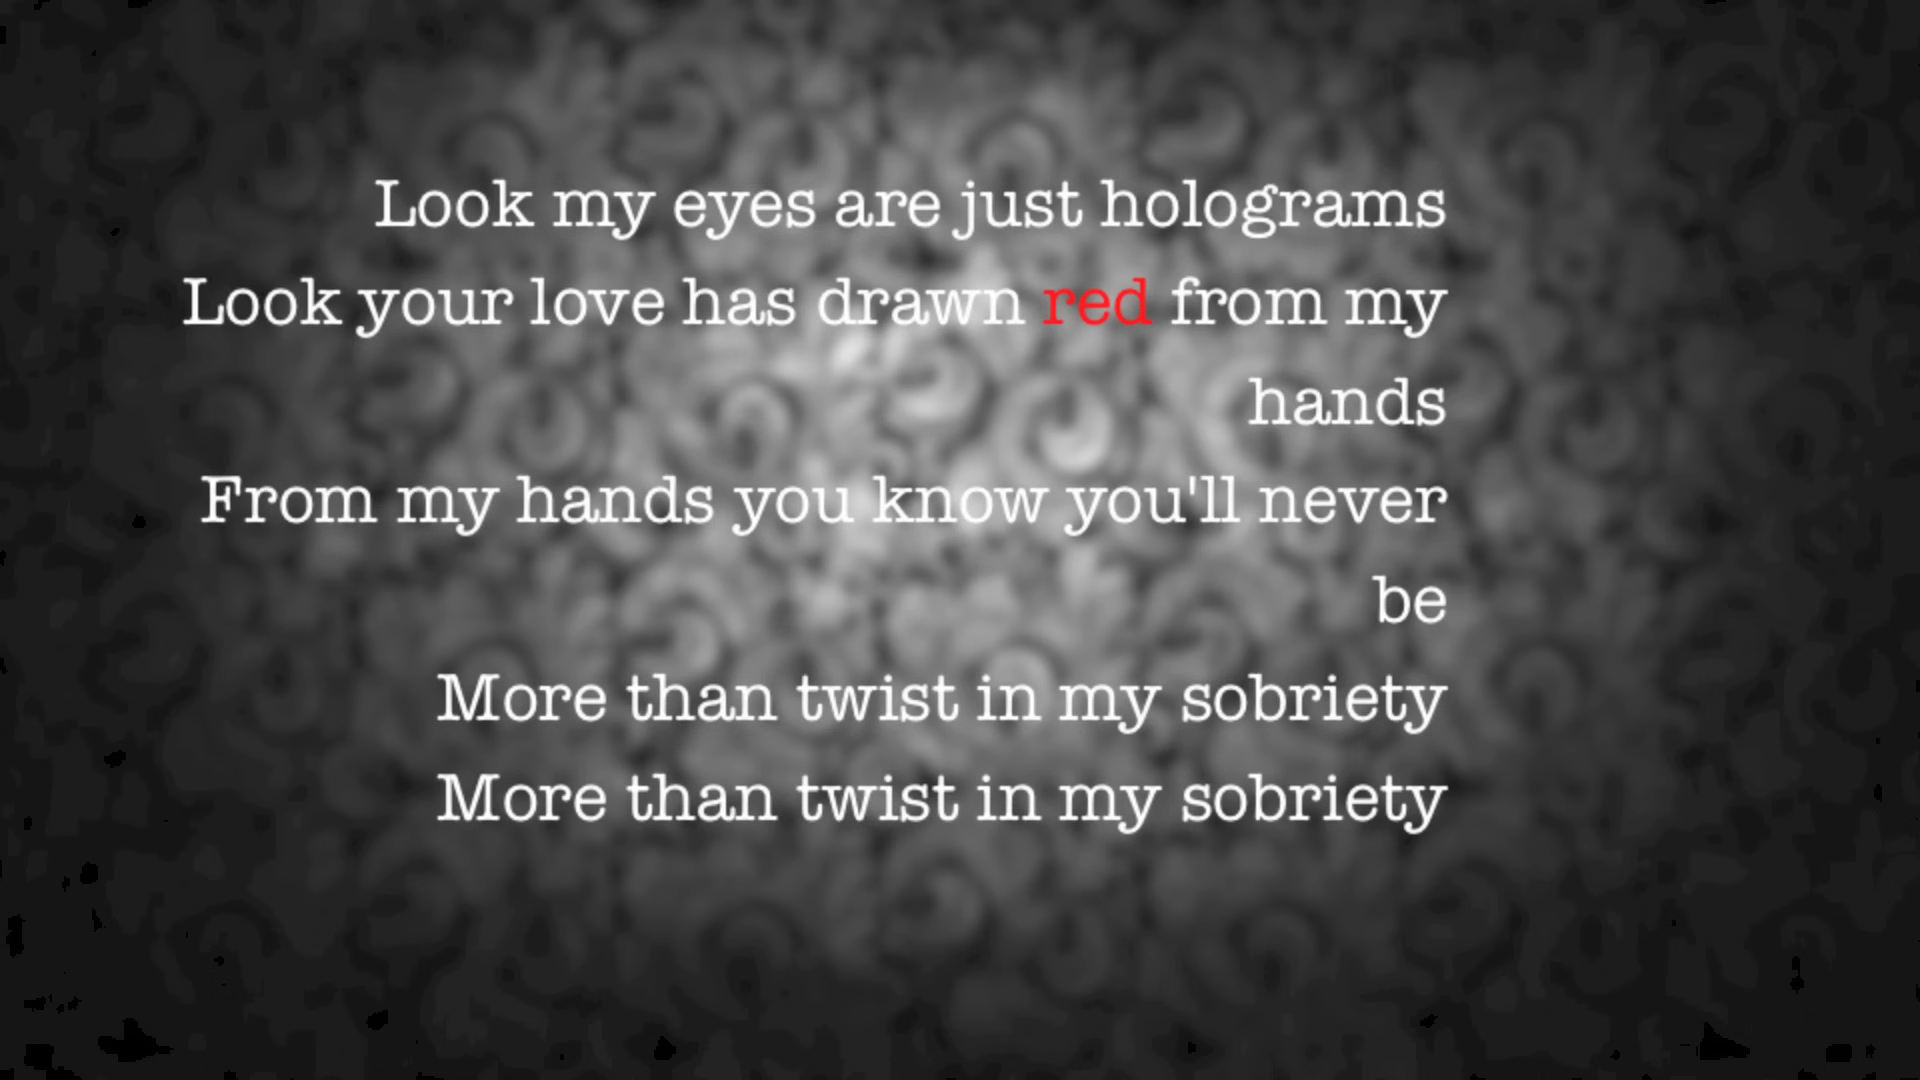 Look my eyes are just holograms
Look your love has drawn red from my
hands
From my hands you know you'll never
be
More than twist in my sobriety
More than twist in my sobriety